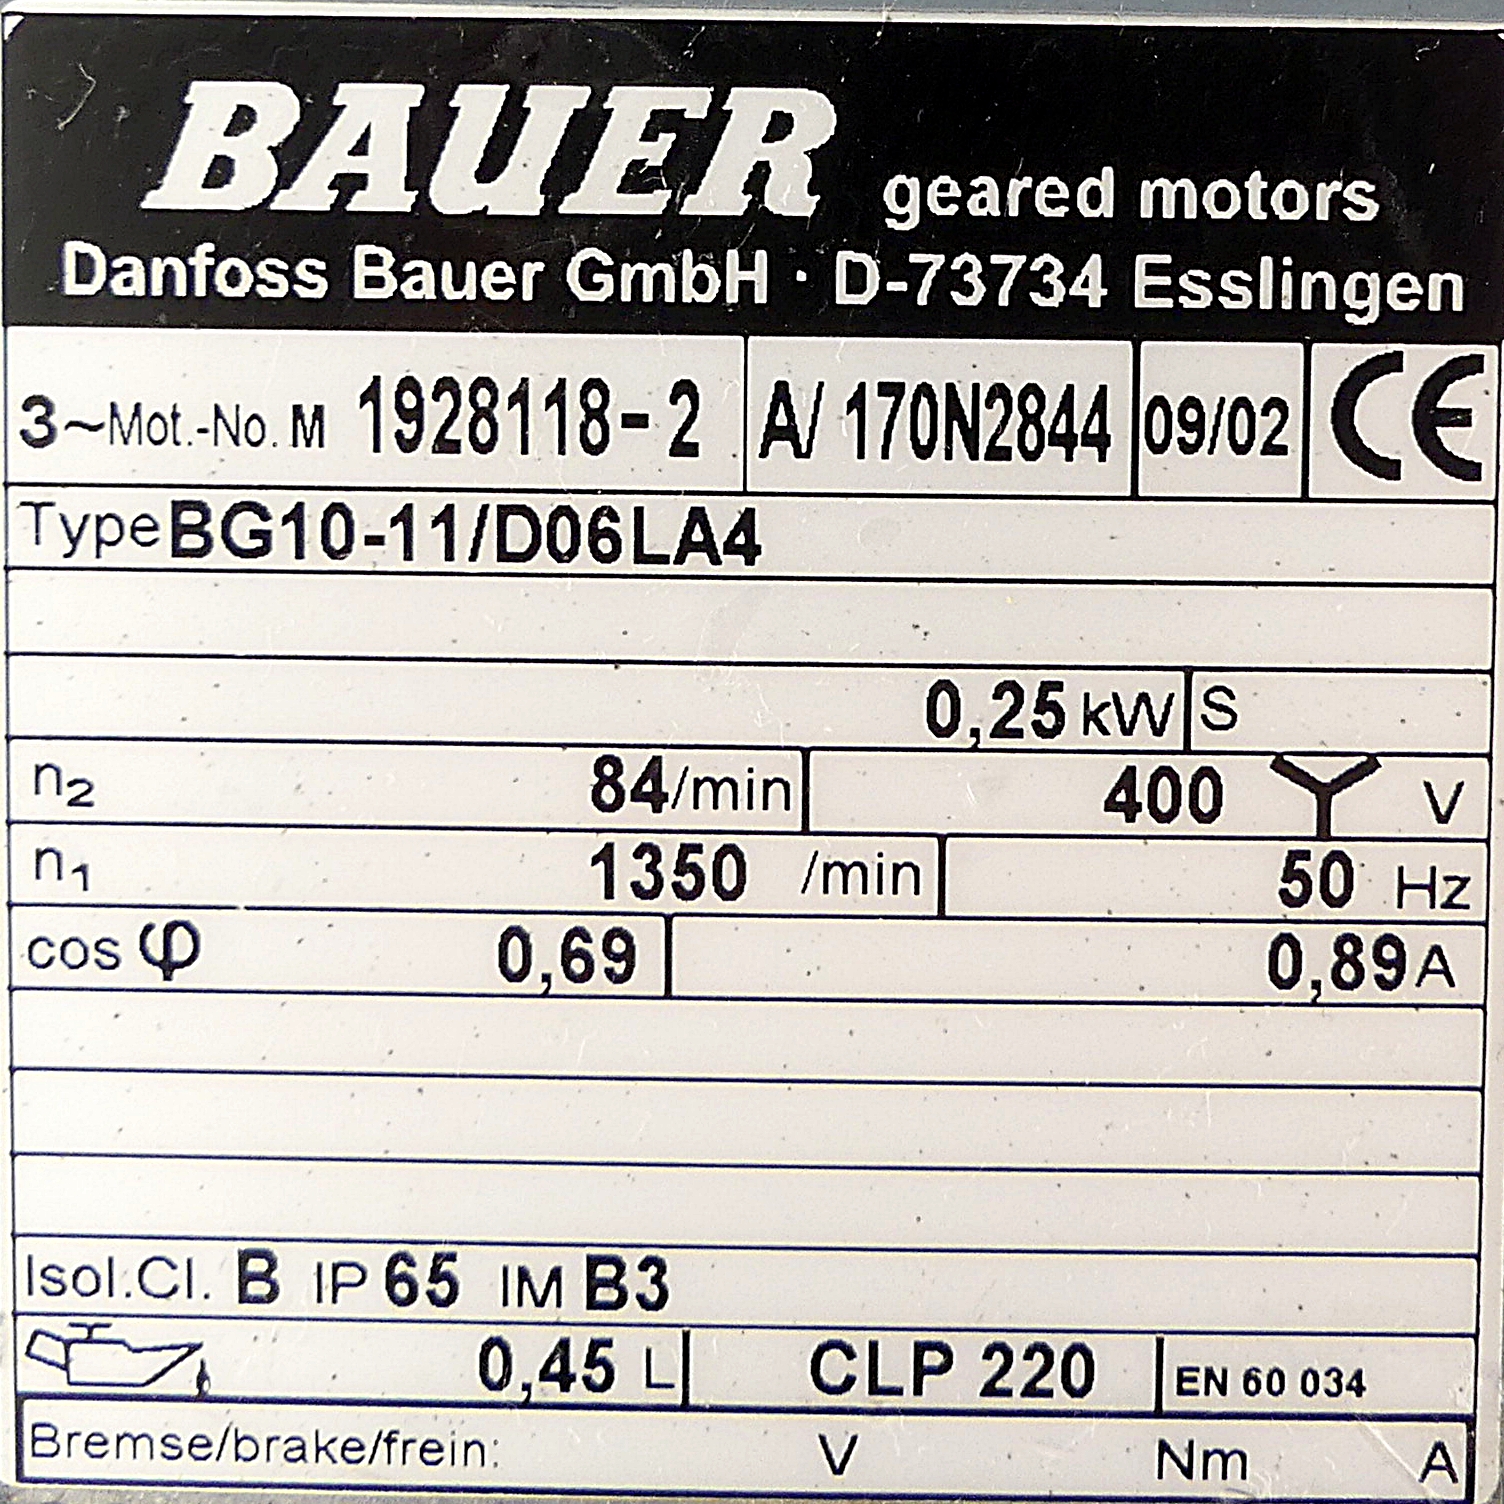 BAUER geared motors
Danfoss Bauer GmbH · D-73734 Esslingen
3~Mot.-No. M 1928118-2 A/ 170N2844 09/02 CE
Type BG10-11/D06LA4
0,25 kW S
n2 84/min 400 Y V
n1 1350 /min 50 Hz
cos φ 0,69 0,89 A
Isol.Cl. B IP 65 IM B3
0,45 L CLP 220 EN 60 034
Bremse/brake/frein: V Nm A